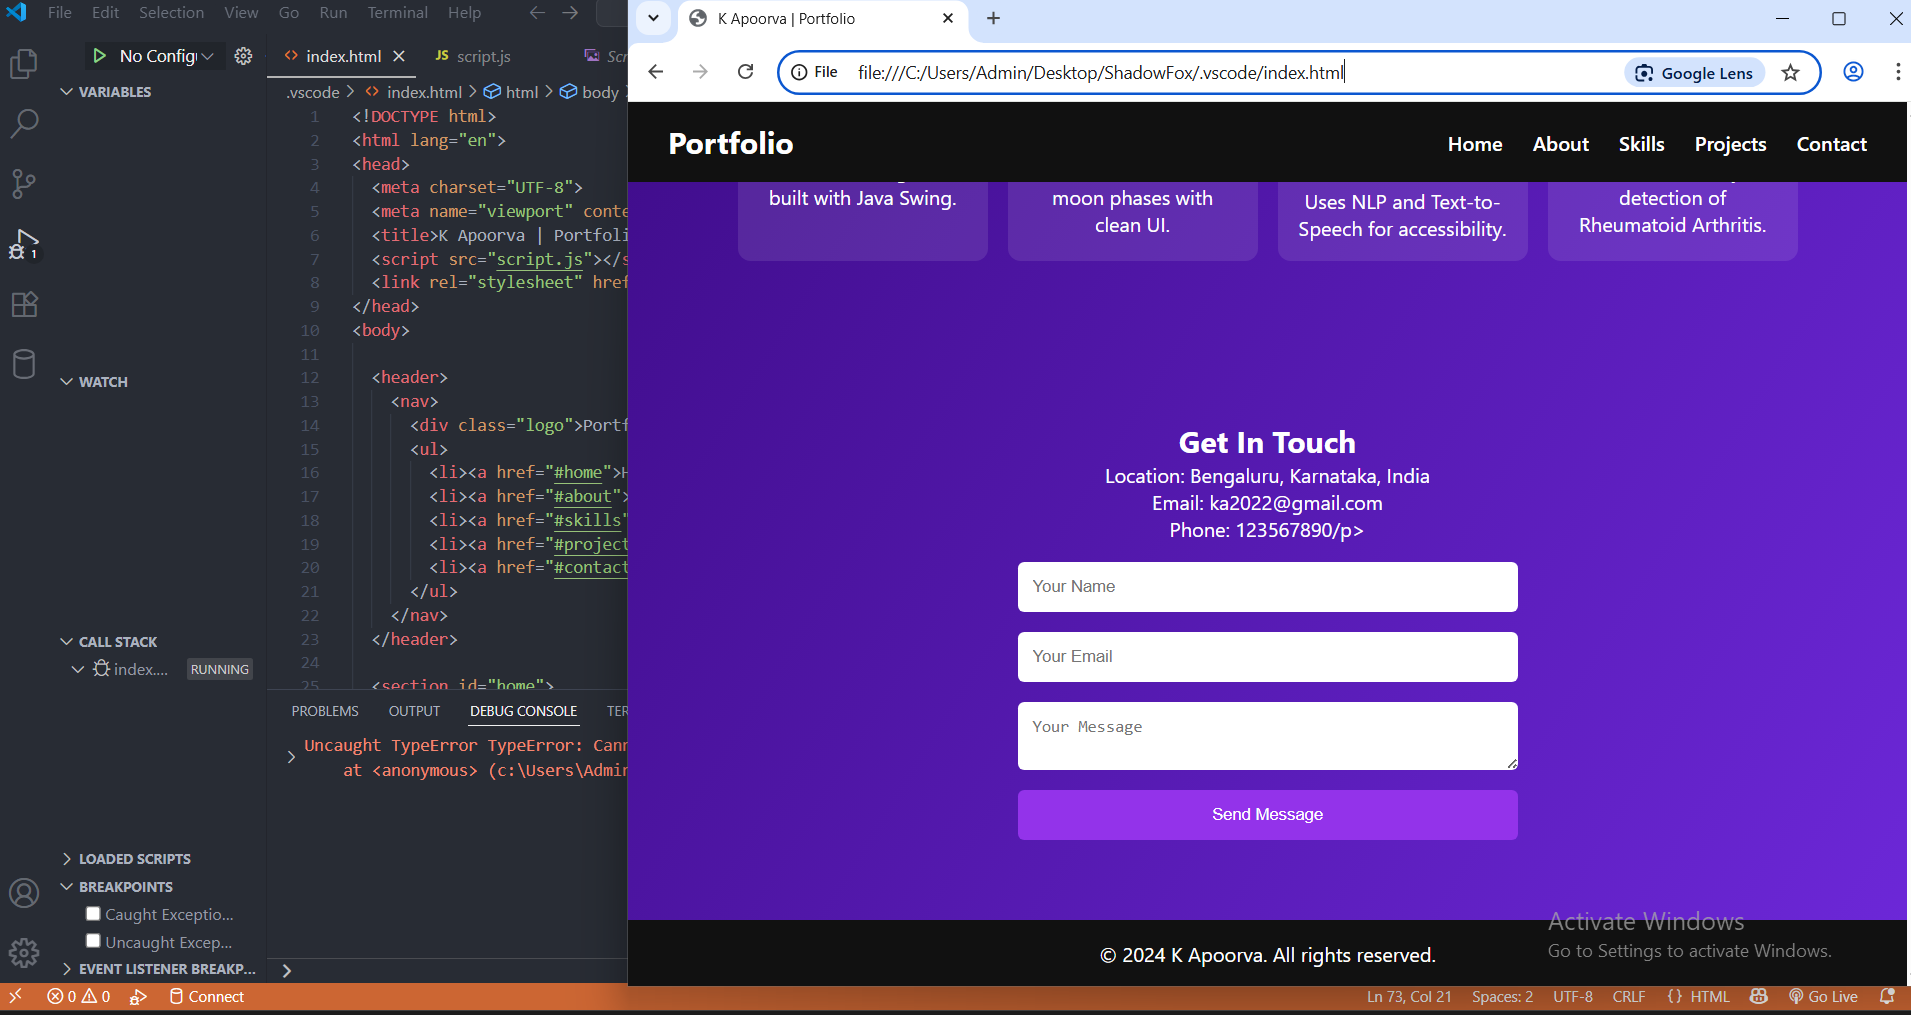 File Edit Selection View Go Run Terminal Help
No Config
VARIABLES
WATCH
CALL STACK
index.... RUNNING
LOADED SCRIPTS
BREAKPOINTS
Caught Exceptio...
Uncaught Excep...
EVENT LISTENER BREAKP...
index.html
JS script.js
.vscode > index.html > html > body
1 <!DOCTYPE html>
2 <html lang="en">
3 <head>
4 <meta charset="UTF-8">
5 <meta name="viewport" conte
6 <title>K Apoorva | Portfoli
7 <script src="script.js"></s
8 <link rel="stylesheet" href
9 </head>
10 <body>
11
12 <header>
13 <nav>
14 <div class="logo">Portf
15 <ul>
16 <li><a href="#home">H
17 <li><a href="#about">
18 <li><a href="#skills"
19 <li><a href="#project
20 <li><a href="#contact
21 </ul>
22 </nav>
23 </header>
24
25 <section id="home">
PROBLEMS OUTPUT DEBUG CONSOLE TER
Uncaught TypeError TypeError: Cann
at <anonymous> (c:\Users\Admin
K Apoorva | Portfolio
File file:///C:/Users/Admin/Desktop/ShadowFox/.vscode/index.html Google Lens
Portfolio
Home About Skills Projects Contact
built with Java Swing.
moon phases with
clean UI.
Uses NLP and Text-to-
Speech for accessibility.
detection of
Rheumatoid Arthritis.
Get In Touch
Location: Bengaluru, Karnataka, India
Email: ka2022@gmail.com
Phone: 123567890/p>
Your Name
Your Email
Your Message
Send Message
© 2024 K Apoorva. All rights reserved.
Activate Windows
Go to Settings to activate Windows.
0 0 Connect
Ln 73, Col 21 Spaces: 2 UTF-8 CRLF {} HTML Go Live